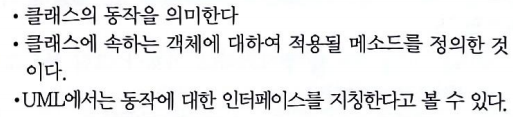 • 클래스의 동작을 의미한다
• 클래스에 속하는 객체에 대하여 적용될 메소드를 정의한 것
이다.
•UML에서는 동작에 대한 인터페이스를 지칭한다고 볼 수 있다.